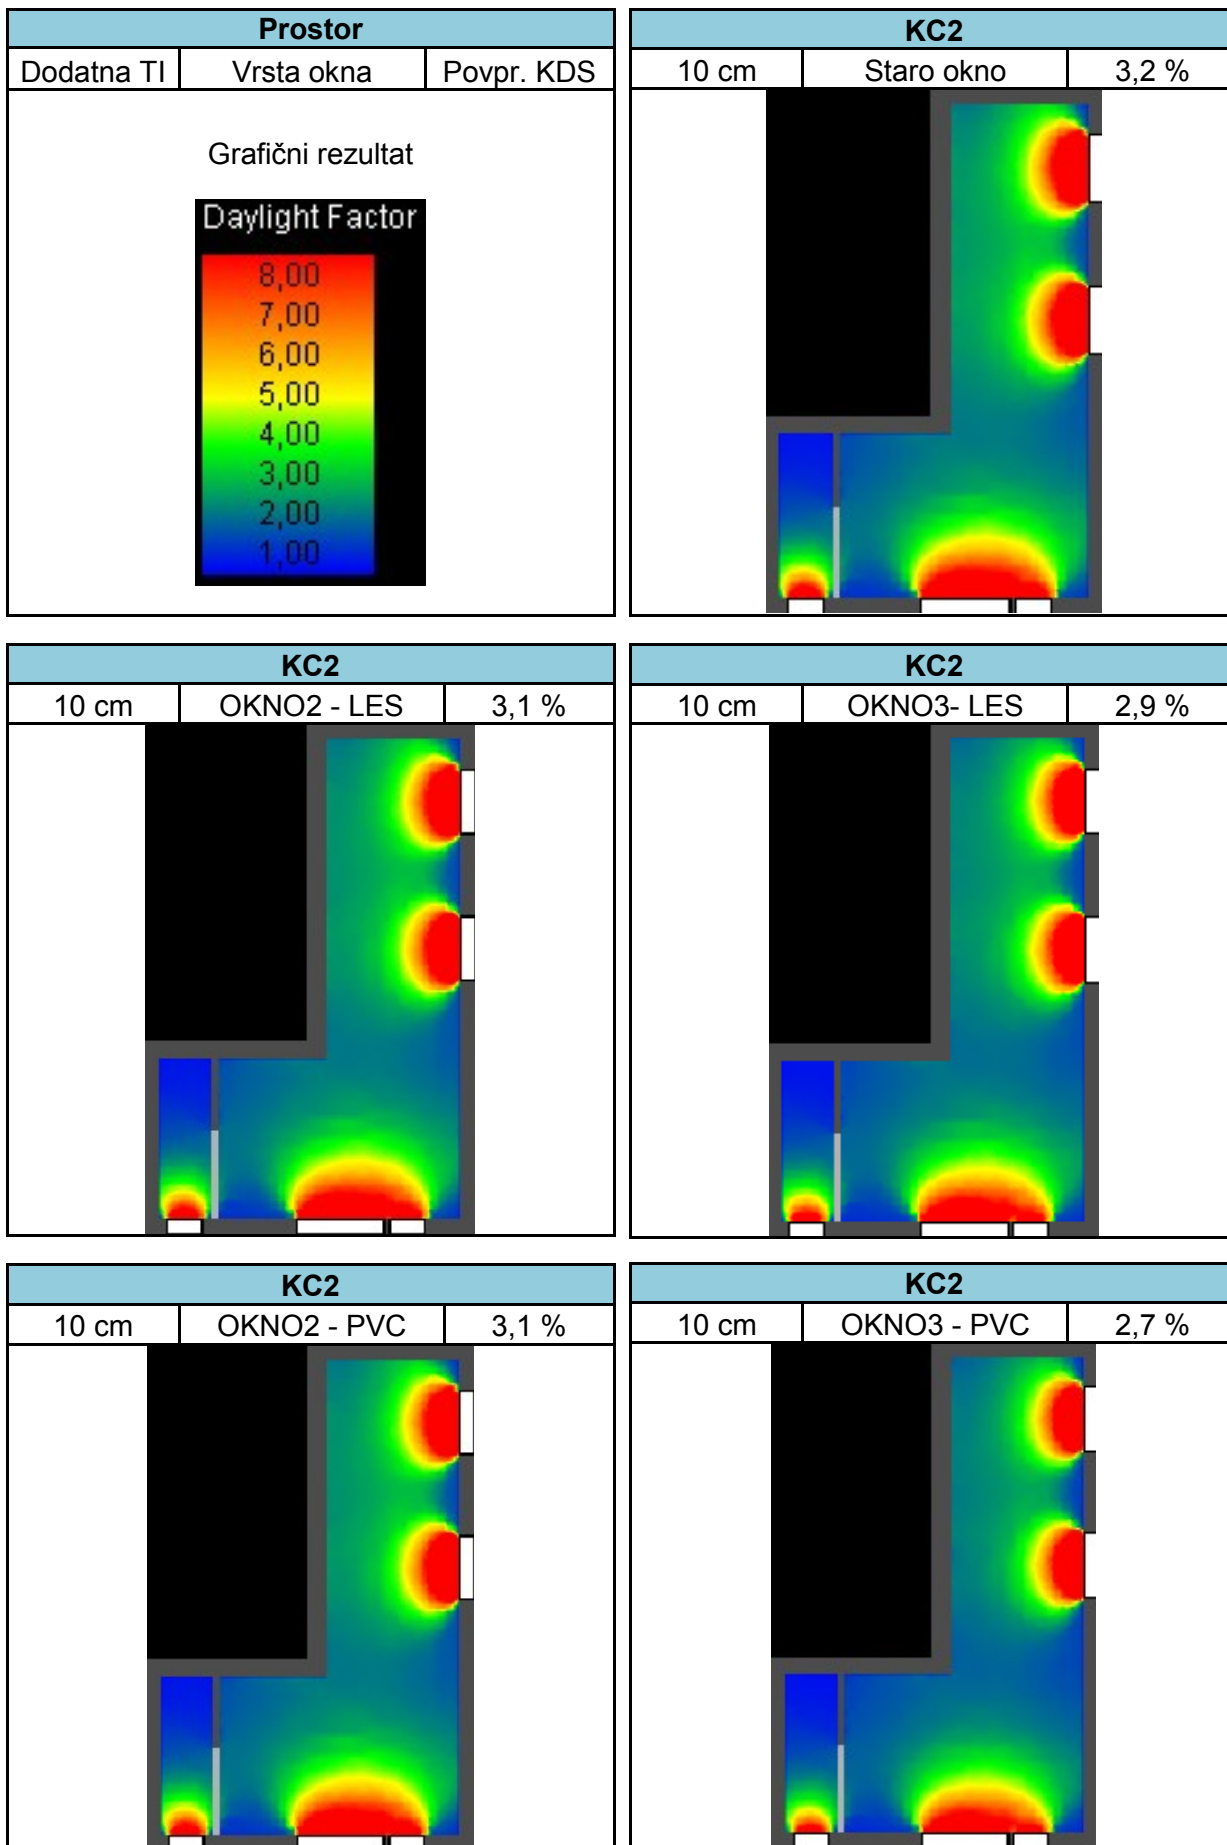 Prostor
Dodatna TI Vrsta okna Povpr. KDS
Grafični rezultat
Daylight Factor
8,00
7,00
6,00
5,00
4,00
3,00
2,00
1,00
KC2
10 cm Staro okno 3,2 %
KC2
10 cm OKNO2 - LES 3,1 %
KC2
10 cm OKNO3- LES 2,9 %
KC2
10 cm OKNO2 - PVC 3,1 %
KC2
10 cm OKNO3 - PVC 2,7 %